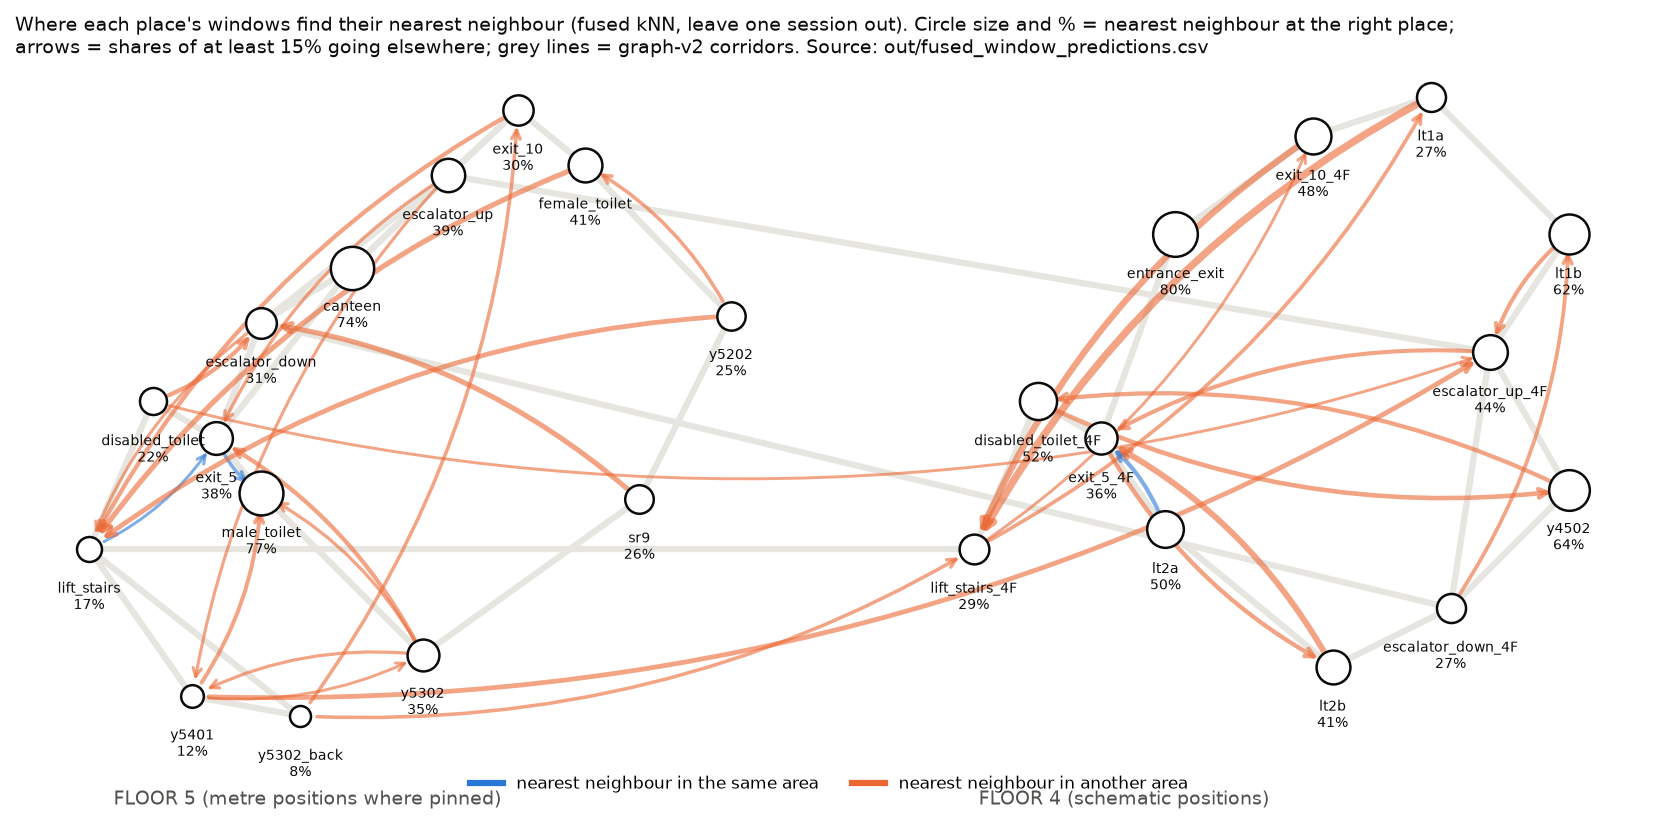 Where each place's windows find their nearest neighbour (fused kNN, leave one session out). Circle size and % = nearest neighbour at the right place;
arrows = shares of at least 15% going elsewhere; grey lines = graph-v2 corridors. Source: out/fused_window_predictions.csv
exit_10
30%
escalator_up
39%
female_toilet
41%
canteen
74%
escalator_down
31%
y5202
25%
disabled_toilet
22%
exit_5
38%
male_toilet
77%
sr9
26%
lift_stairs
17%
y5302
35%
y5401
12%
y5302_back
8%
lt1a
27%
exit_10_4F
48%
entrance_exit
80%
lt1b
62%
escalator_up_4F
44%
disabled_toilet_4F
52%
exit_5_4F
36%
y4502
64%
lt2a
50%
lift_stairs_4F
29%
escalator_down_4F
27%
lt2b
41%
nearest neighbour in the same area
nearest neighbour in another area
FLOOR 5 (metre positions where pinned)
FLOOR 4 (schematic positions)